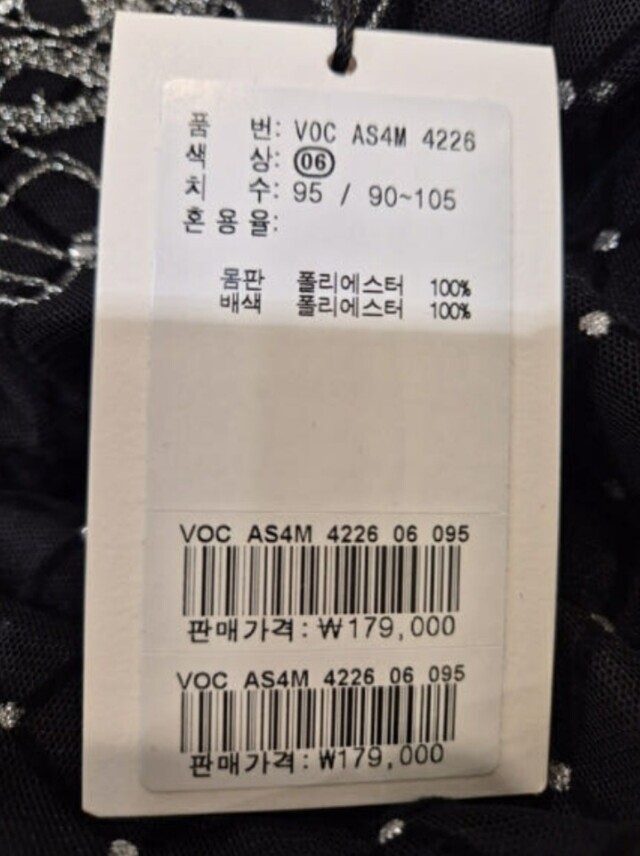 품 번: VOC AS4M 4226
색 상: 06
치 수: 95 / 90~105
혼 용 율:
몸판 폴리에스터 100%
배색 폴리에스터 100%
VOC AS4M 4226 06 095
판매가격: ₩179,000
VOC AS4M 4226 06 095
판매가격: ₩179,000